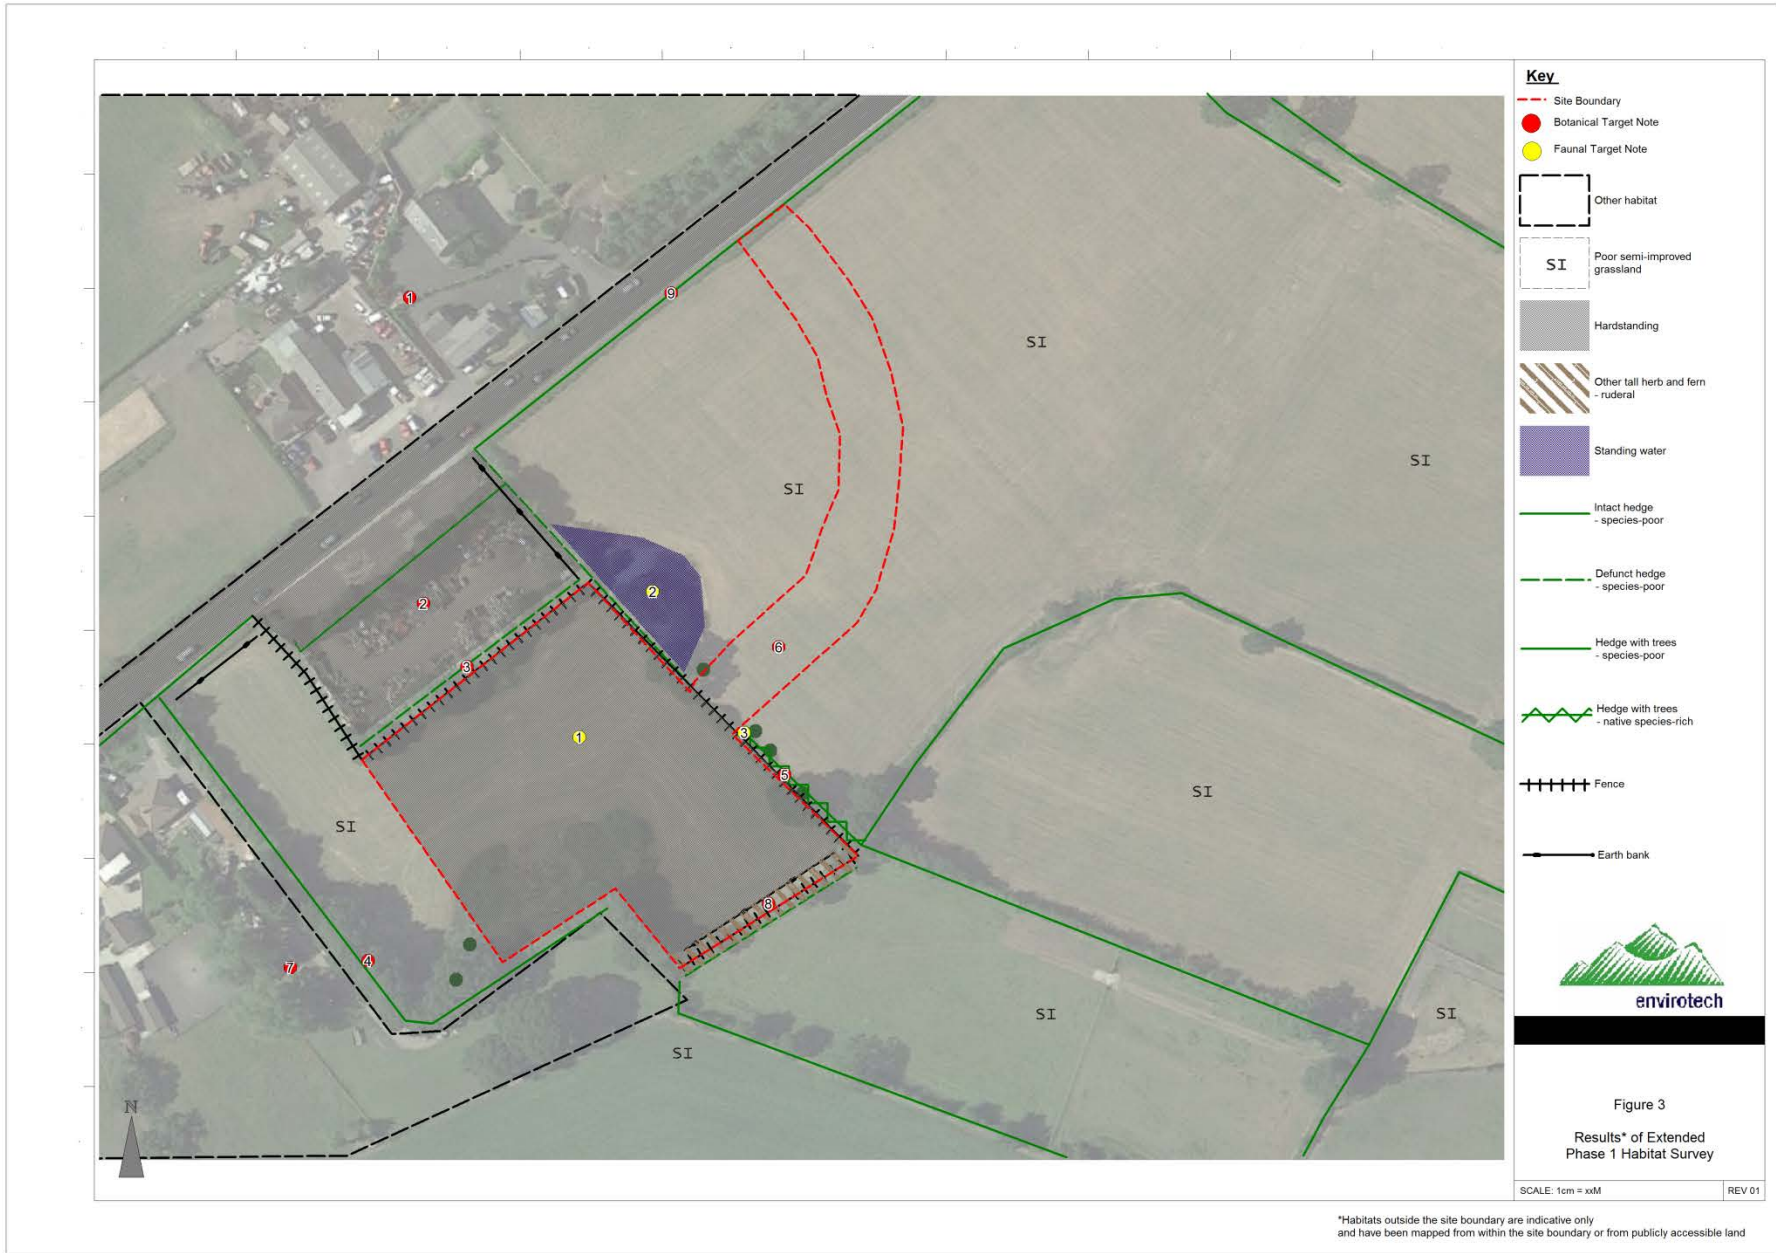 Key
Site Boundary
Botanical Target Note
Faunal Target Note
Other habitat
SI
Poor semi-improved
grassland
Hardstanding
Other tall herb and fern
- ruderal
Standing water
Intact hedge
- species-poor
Defunct hedge
- species-poor
Hedge with trees
- species-poor
Hedge with trees
- native species-rich
Fence
Earth bank
envirotech
Figure 3
Results* of Extended
Phase 1 Habitat Survey
SCALE: 1cm = xxM
REV 01
*Habitats outside the site boundary are indicative only
and have been mapped from within the site boundary or from publicly accessible land
1
9
SI
SI
SI
2
2
3
6
1
3
5
SI
SI
8
4
7
SI
SI
SI
N